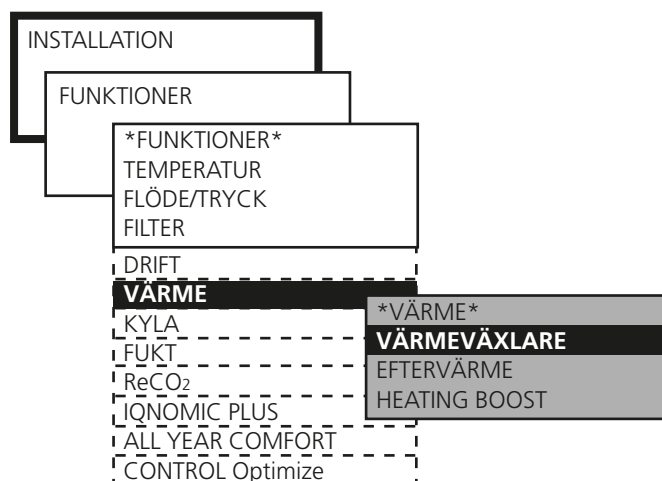 INSTALLATION
FUNKTIONER
*FUNKTIONER*
TEMPERATUR
FLÖDE/TRYCK
FILTER
DRIFT
VÄRME
KYLA
FUKT
ReCO2
IQNOMIC PLUS
ALL YEAR COMFORT
CONTROL Optimize
*VÄRME*
VÄRMEVÄXLARE
EFTERVÄRME
HEATING BOOST